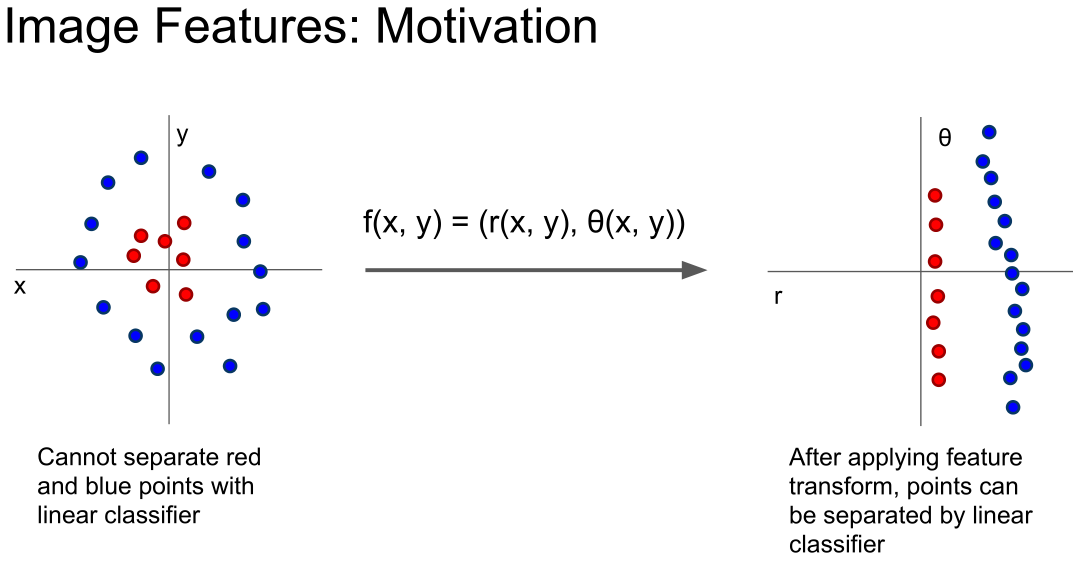 Image Features: Motivation
y
x
f(x, y) = (r(x, y), θ(x, y))
θ
r
Cannot separate red
and blue points with
linear classifier
After applying feature
transform, points can
be separated by linear
classifier